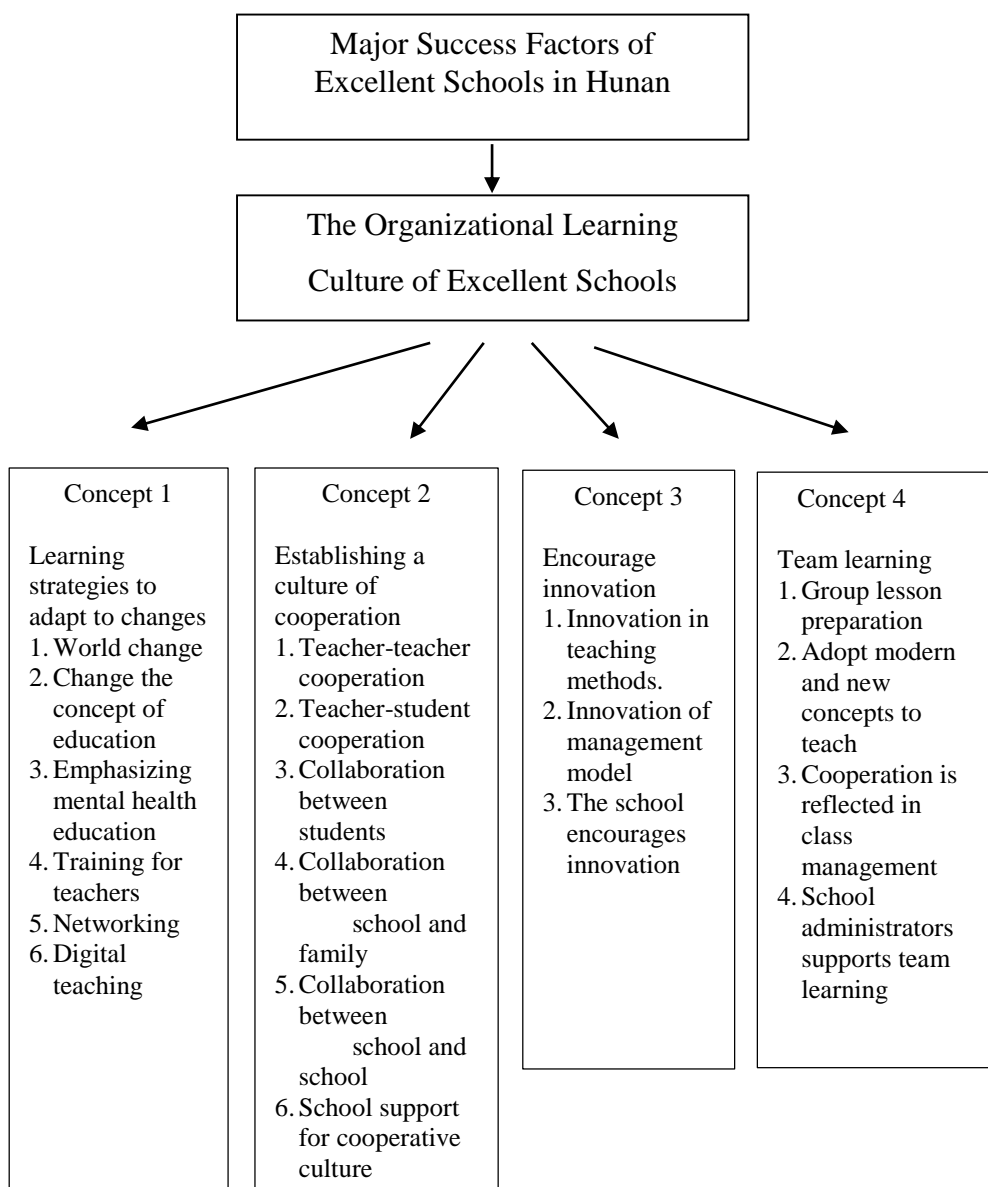 Major Success Factors of
Excellent Schools in Hunan
The Organizational Learning
Culture of Excellent Schools
Concept 1
Learning
strategies to
adapt to changes
1. World change
2. Change the
concept of
education
3. Emphasizing
mental health
education
4. Training for
teachers
5. Networking
6. Digital
teaching
Concept 2
Establishing a
culture of
cooperation
1. Teacher-teacher
cooperation
2. Teacher-student
cooperation
3. Collaboration
between
students
4. Collaboration
between
school and
family
5. Collaboration
between
school and
school
6. School support
for cooperative
culture
Concept 3
Encourage
innovation
1. Innovation in
teaching
methods.
2. Innovation of
management
model
3. The school
encourages
innovation
Concept 4
Team learning
1. Group lesson
preparation
2. Adopt modern
and new
concepts to
teach
3. Cooperation is
reflected in
class
management
4. School
administrators
supports team
learning